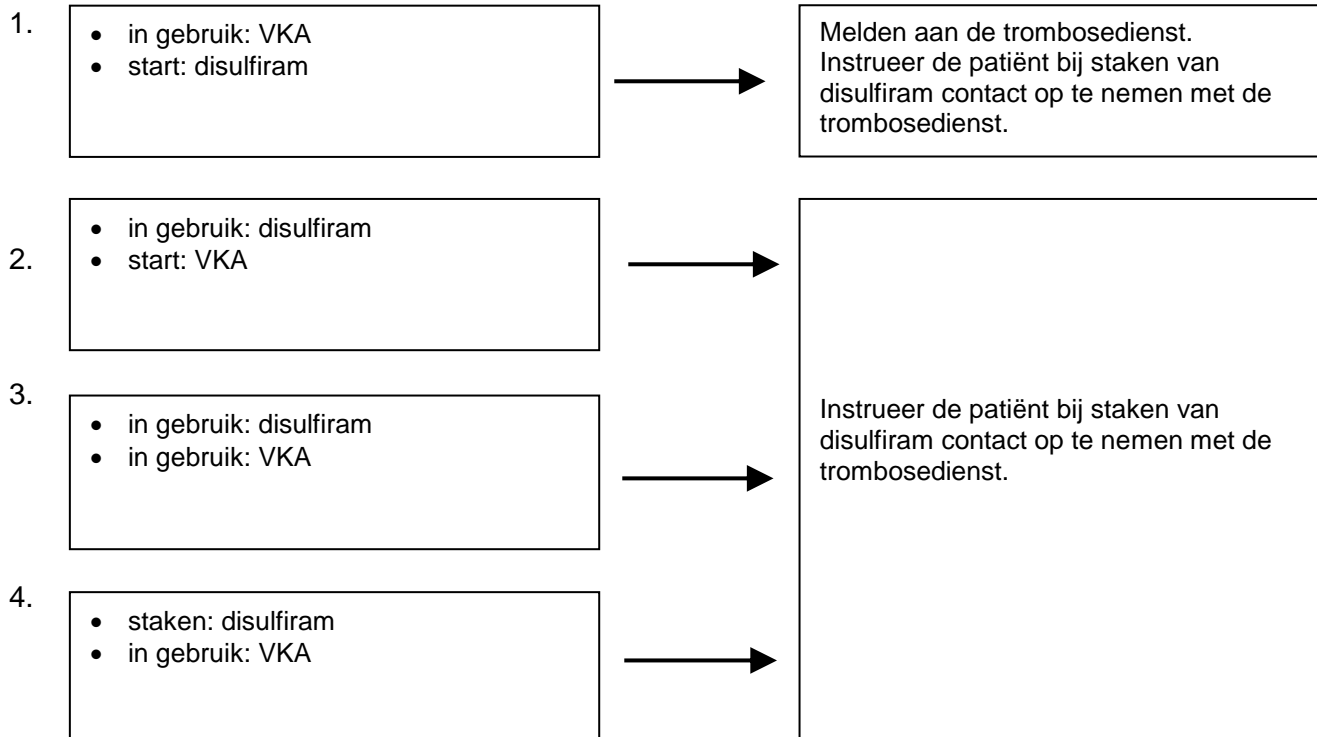 1.
• in gebruik: VKA
• start: disulfiram
Melden aan de trombosedienst.
Instrueer de patiënt bij staken van
disulfiram contact op te nemen met de
trombosedienst.
2.
• in gebruik: disulfiram
• start: VKA
3.
• in gebruik: disulfiram
• in gebruik: VKA
Instrueer de patiënt bij staken van
disulfiram contact op te nemen met de
trombosedienst.
4.
• staken: disulfiram
• in gebruik: VKA